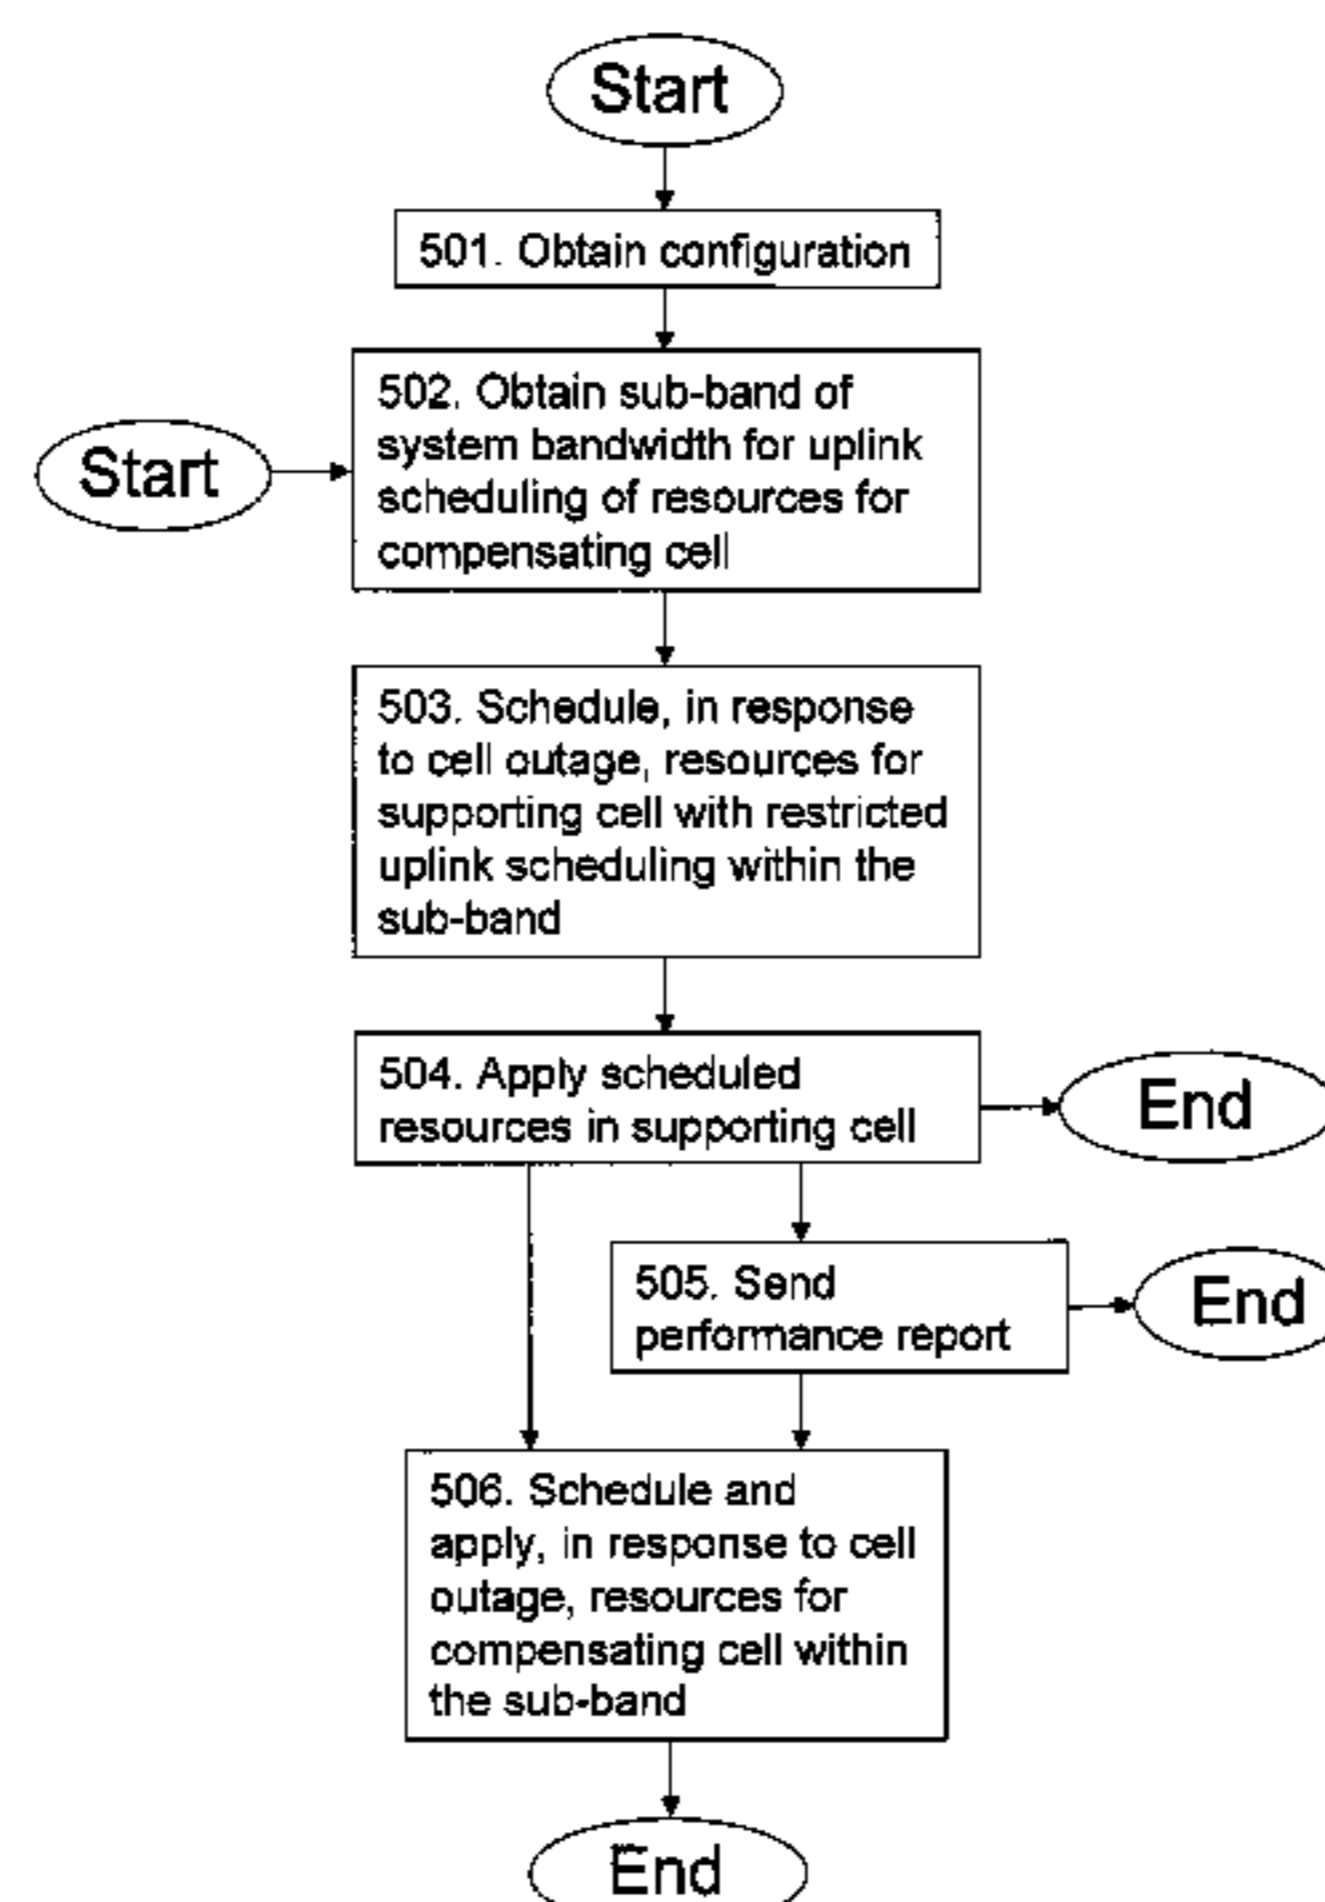 Start
501. Obtain configuration
502. Obtain sub-band of
system bandwidth for uplink
scheduling of resources for
compensating cell
Start
503. Schedule, in response
to cell outage, resources for
supporting cell with restricted
uplink scheduling within the
sub-band
504. Apply scheduled
resources in supporting cell
End
505. Send
performance report
End
506. Schedule and
apply, in response to cell
outage, resources for
compensating cell within
the sub-band
End